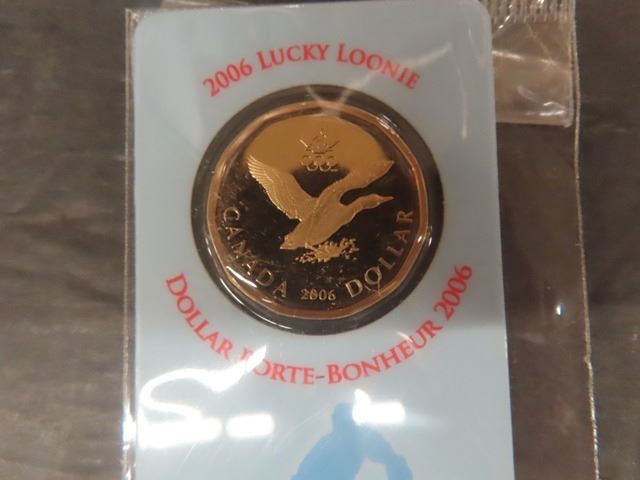 2006 LUCKY LOONIE
CANADA 2006 DOLLAR
DOLLAR PORTE-BONHEUR 2006